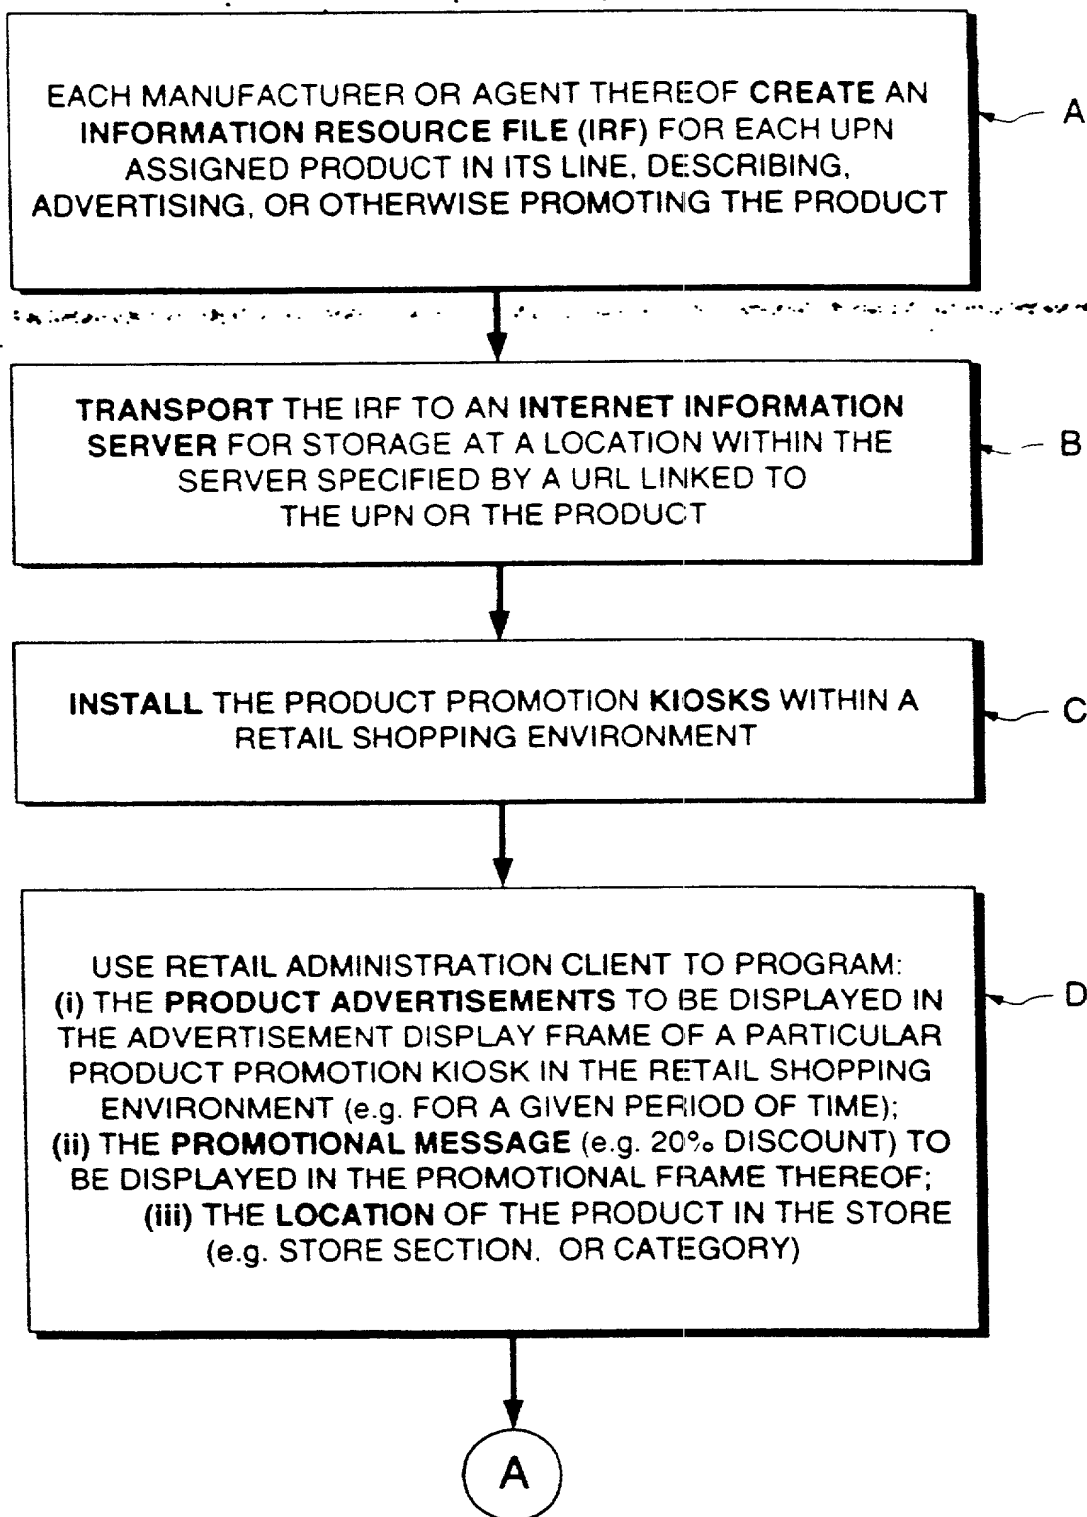 EACH MANUFACTURER OR AGENT THEREOF CREATE AN
INFORMATION RESOURCE FILE (IRF) FOR EACH UPN
ASSIGNED PRODUCT IN ITS LINE, DESCRIBING,
ADVERTISING, OR OTHERWISE PROMOTING THE PRODUCT
A
TRANSPORT THE IRF TO AN INTERNET INFORMATION
SERVER FOR STORAGE AT A LOCATION WITHIN THE
SERVER SPECIFIED BY A URL LINKED TO
THE UPN OR THE PRODUCT
B
INSTALL THE PRODUCT PROMOTION KIOSKS WITHIN A
RETAIL SHOPPING ENVIRONMENT
C
USE RETAIL ADMINISTRATION CLIENT TO PROGRAM:
(i) THE PRODUCT ADVERTISEMENTS TO BE DISPLAYED IN
THE ADVERTISEMENT DISPLAY FRAME OF A PARTICULAR
PRODUCT PROMOTION KIOSK IN THE RETAIL SHOPPING
ENVIRONMENT (e.g. FOR A GIVEN PERIOD OF TIME);
(ii) THE PROMOTIONAL MESSAGE (e.g. 20% DISCOUNT) TO
BE DISPLAYED IN THE PROMOTIONAL FRAME THEREOF;
(iii) THE LOCATION OF THE PRODUCT IN THE STORE
(e.g. STORE SECTION. OR CATEGORY)
D
A